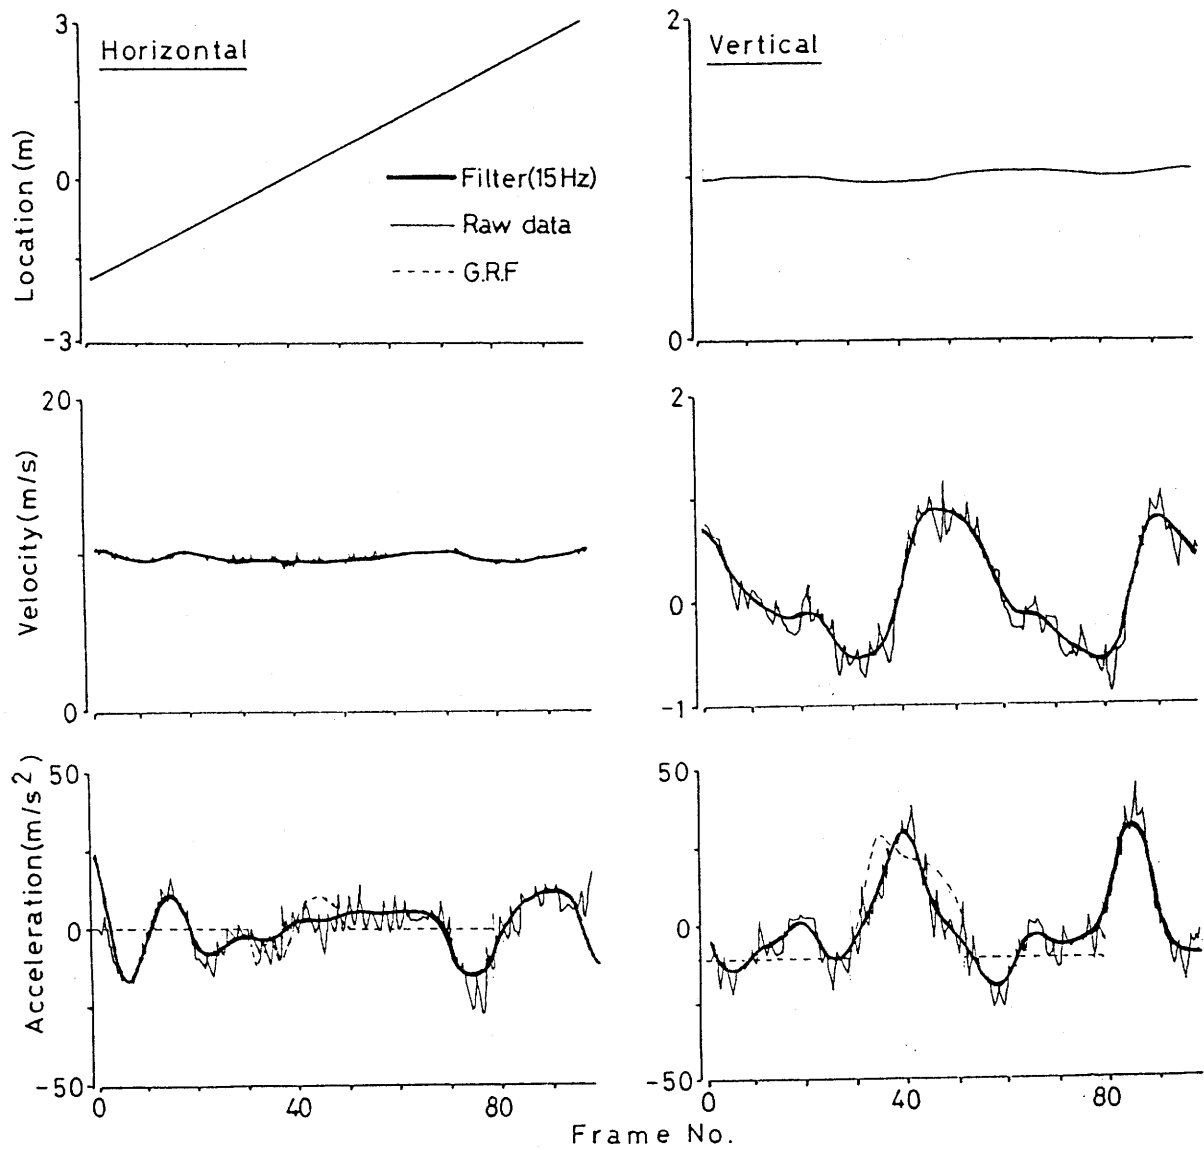 3
Horizontal
Location (m)
0
-3
Filter(15Hz)
Raw data
G.R.F
2
Vertical
0
20
Velocity(m/s)
0
2
0
-1
50
Acceleration(m/s²)
0
-50
0
40
80
50
0
-50
0
40
80
Frame No.